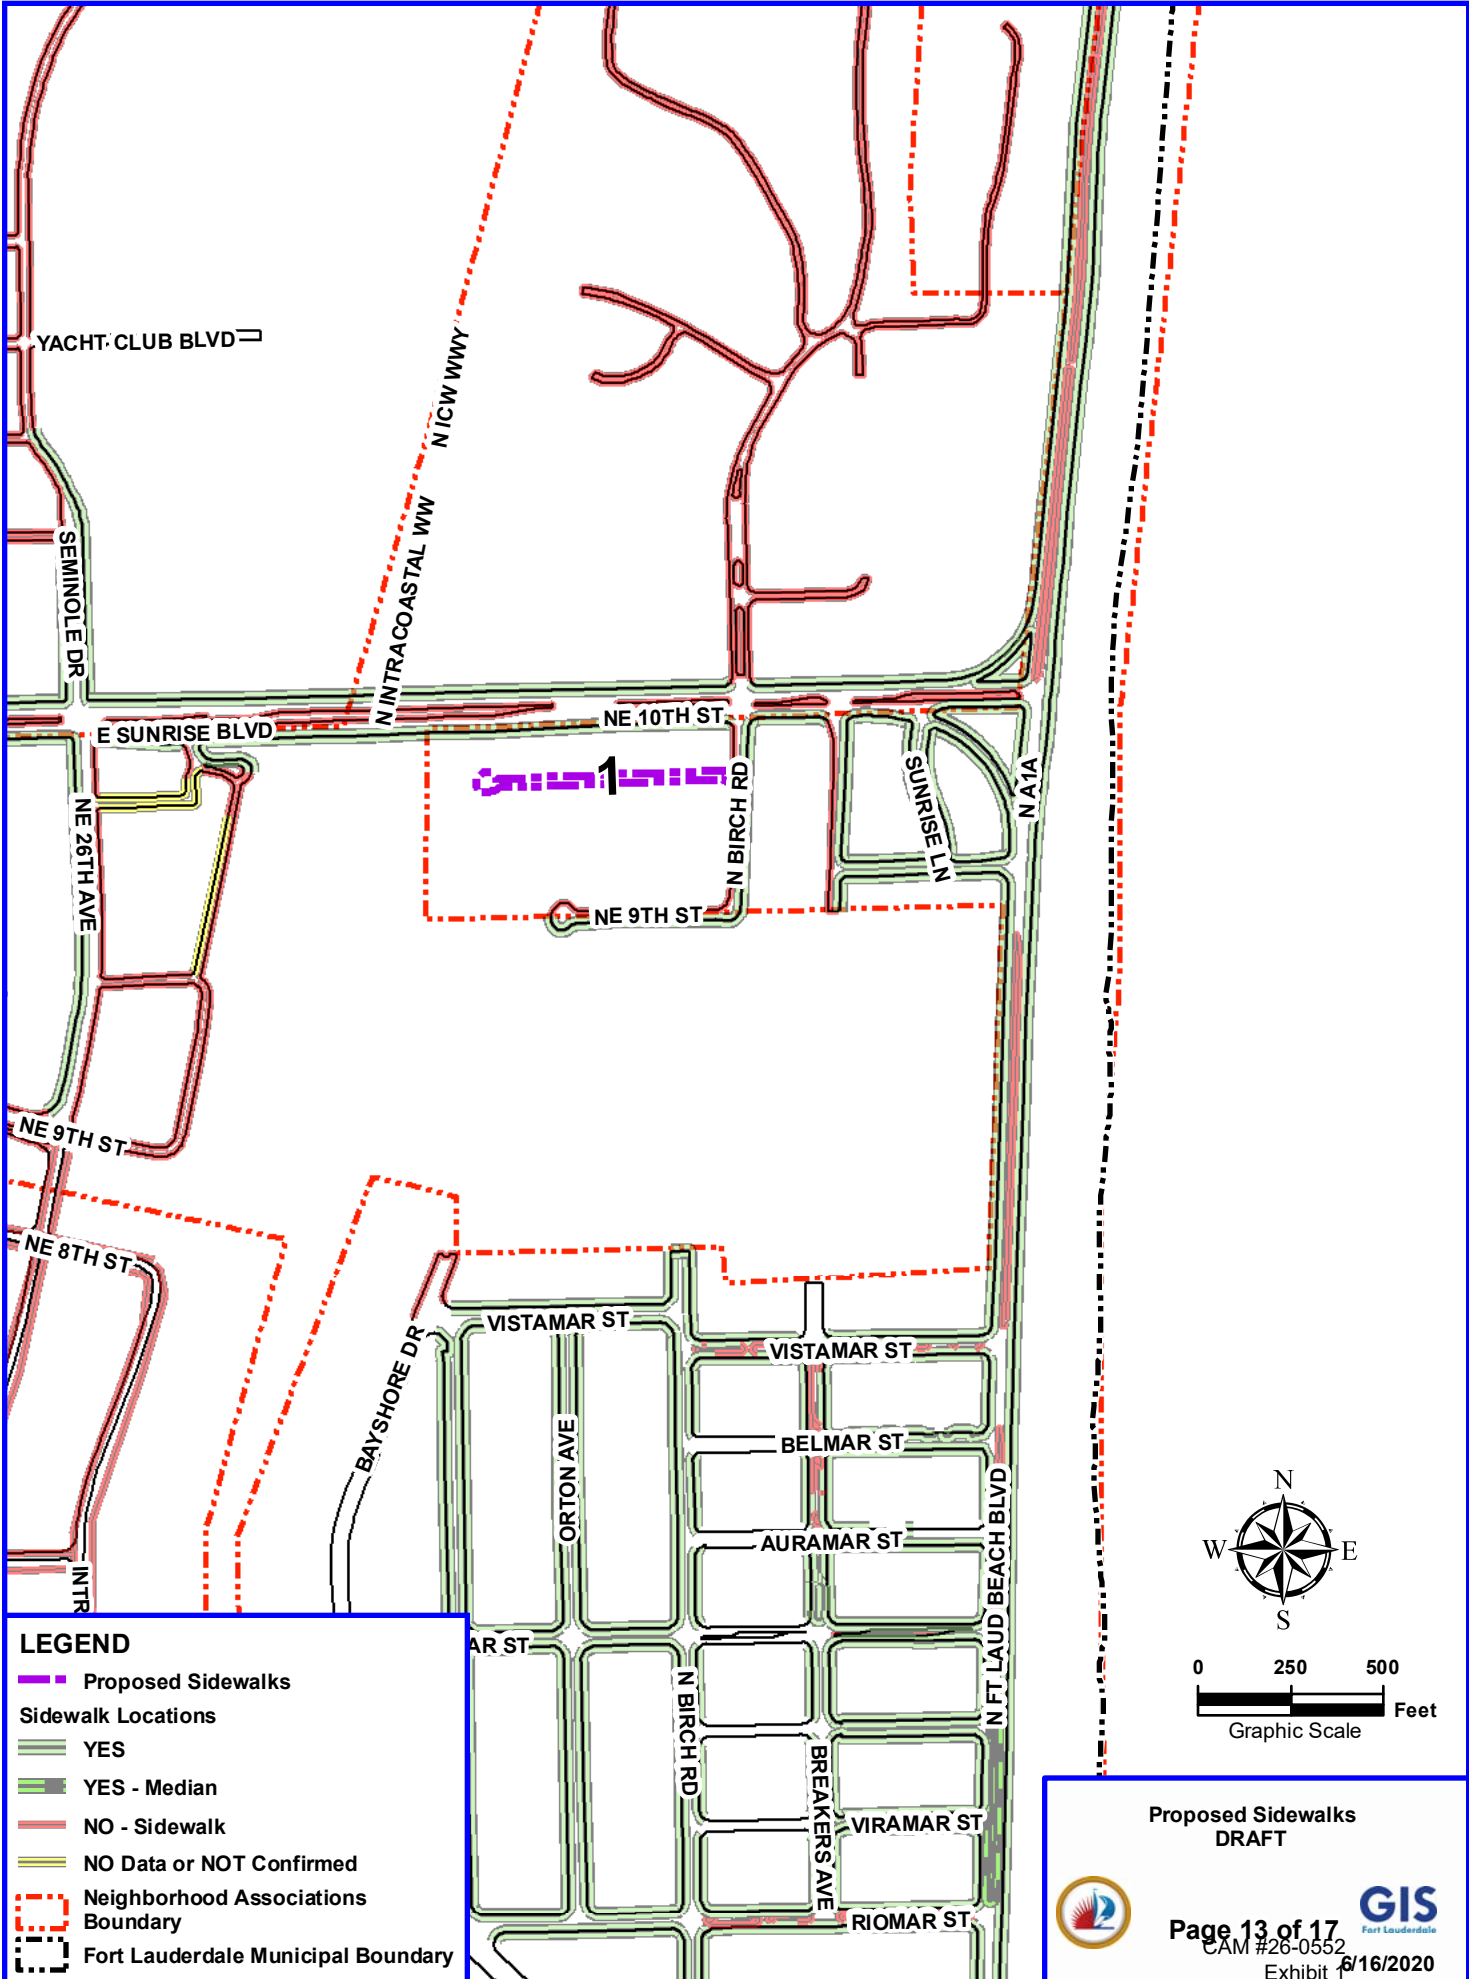 YACHT CLUB BLVD
N ICW WWY
N INTRACOASTAL WW
SEMINOLE DR
E SUNRISE BLVD
NE 10TH ST
1
N BIRCH RD
SUNRISE LN
N A1A
NE 26TH AVE
NE 9TH ST
NE 9TH ST
NE 8TH ST
VISTAMAR ST
VISTAMAR ST
BAYSHORE DR
ORTON AVE
BELMAR ST
AURAMAR ST
N FT LAUD BEACH BLVD
INTR
AR ST
N BIRCH RD
BREAKERS AVE
VIRAMAR ST
RIOMAR ST
N
W
E
S
0 250 500
Feet
Graphic Scale
LEGEND
Proposed Sidewalks
Sidewalk Locations
YES
YES - Median
NO - Sidewalk
NO Data or NOT Confirmed
Neighborhood Associations
Boundary
Fort Lauderdale Municipal Boundary
Proposed Sidewalks
DRAFT
GIS
Fort Lauderdale
Page 13 of 17
CAM #26-0552
6/16/2020
Exhibit 1